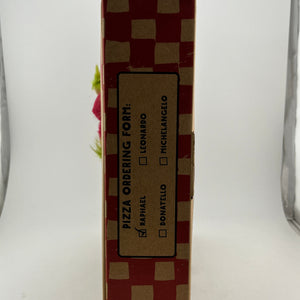 PIZZA ORDERING FORM:
☑ RAPHAEL ☐ LEONARDO
☐ DONATELLO ☐ MICHELANGELO